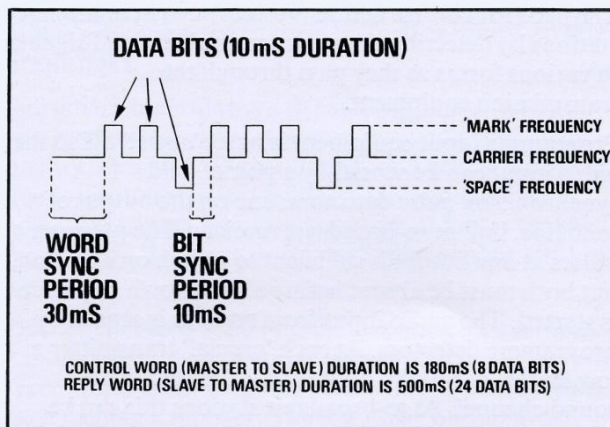 DATA BITS (10mS DURATION)
'MARK' FREQUENCY
CARRIER FREQUENCY
'SPACE' FREQUENCY
WORD
SYNC
PERIOD
30mS
BIT
SYNC
PERIOD
10mS
CONTROL WORD (MASTER TO SLAVE) DURATION IS 180mS (8 DATA BITS)
REPLY WORD (SLAVE TO MASTER) DURATION IS 500mS (24 DATA BITS)